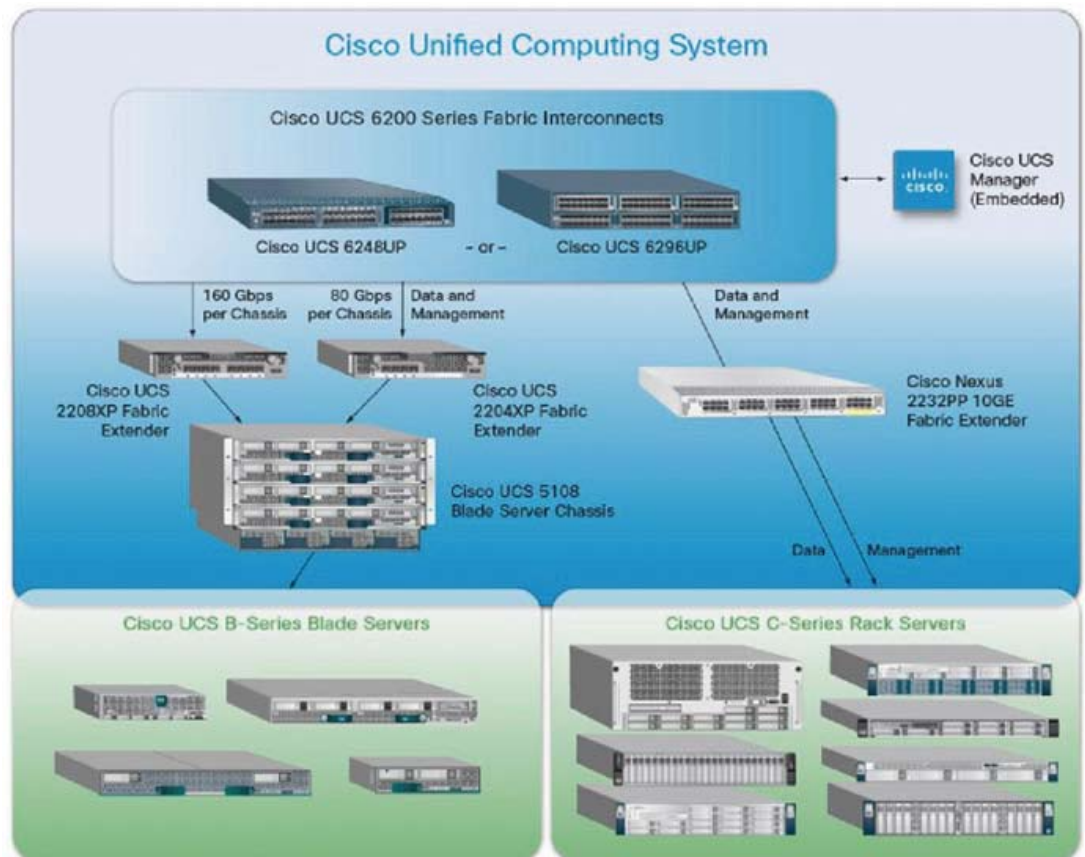 Cisco Unified Computing System
Cisco UCS 6200 Series Fabric Interconnects
Cisco UCS 6248UP
- or -
Cisco UCS 6296UP
CISCO
Cisco UCS
Manager
(Embedded)
160 Gbps
per Chassis
80 Gbps
per Chassis
Data and
Management
Data and
Management
Cisco UCS
2208XP Fabric
Extender
Cisco UCS
2204XP Fabric
Extender
Cisco Nexus
2232PP 10GE
Fabric Extender
Cisco UCS 5108
Blade Server Chassis
Data
Management
Cisco UCS B-Series Blade Servers
Cisco UCS C-Series Rack Servers